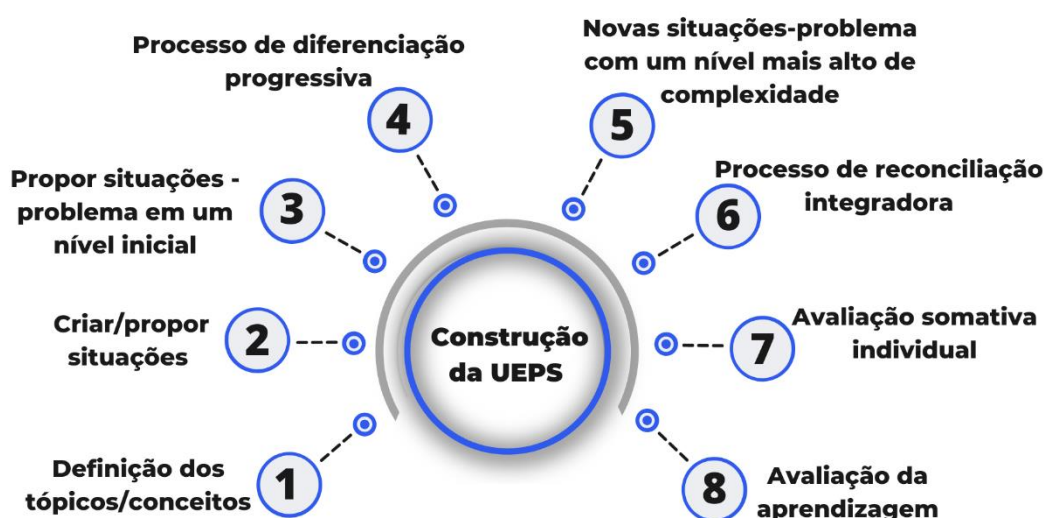 Construção
da UEPS
1
Definição dos
tópicos/conceitos
2
Criar/propor
situações
3
Propor situações -
problema em um
nível inicial
4
Processo de diferenciação
progressiva
5
Novas situações-problema
com um nível mais alto de
complexidade
6
Processo de reconciliação
integradora
7
Avaliação somativa
individual
8
Avaliação da
aprendizagem